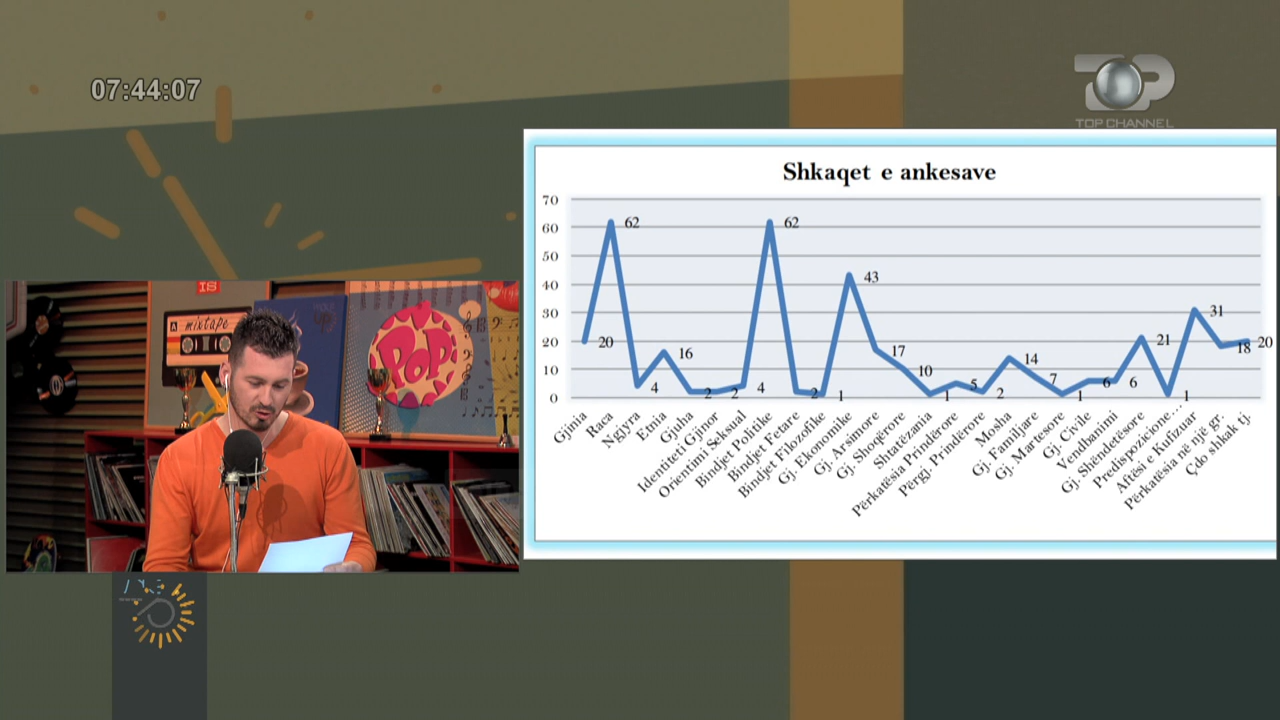 07:44:07
TOP CHANNEL
Shkaqet e ankesave
70
60
50
40
30
20
10
0
20
62
4
16
2
2
4
62
2
1
43
17
10
1
5
2
14
7
1
6
6
21
1
31
18
20
Gjinia
Raca
Ngjyra
Etnia
Gjuha
Identiteti Gjinor
Orientimi Seksual
Bindjet Politike
Bindjet Fetare
Bindjet Filozofike
Gj. Ekonomike
Gj. Arsimore
Gj. Shoqërore
Shtatëzania
Përkatësia Prindërore
Përgj. Prindërore
Mosha
Gj. Familjare
Gj. Martesore
Gj. Civile
Vendbanimi
Gj. Shëndetësore
Predispozicione...
Aftësi e Kufizuar
Përkatësia në një gr.
Çdo shkak tj.
A mixtape
POP